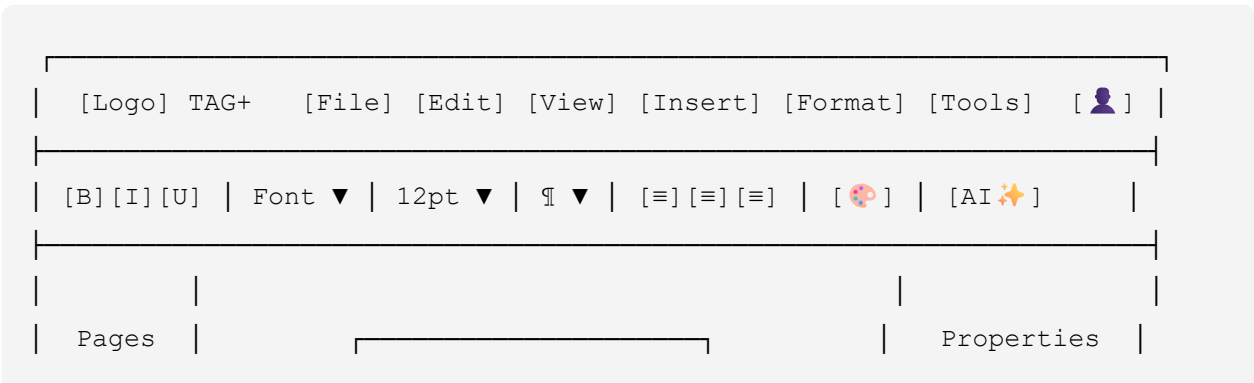 [Logo] TAG+ [File] [Edit] [View] [Insert] [Format] [Tools] [👤]
[B][I][U] │ Font ▼ │ 12pt ▼ │ ¶ ▼ │ [≡][≡][≡] │ [🎨] │ [AI✨]
Pages Properties